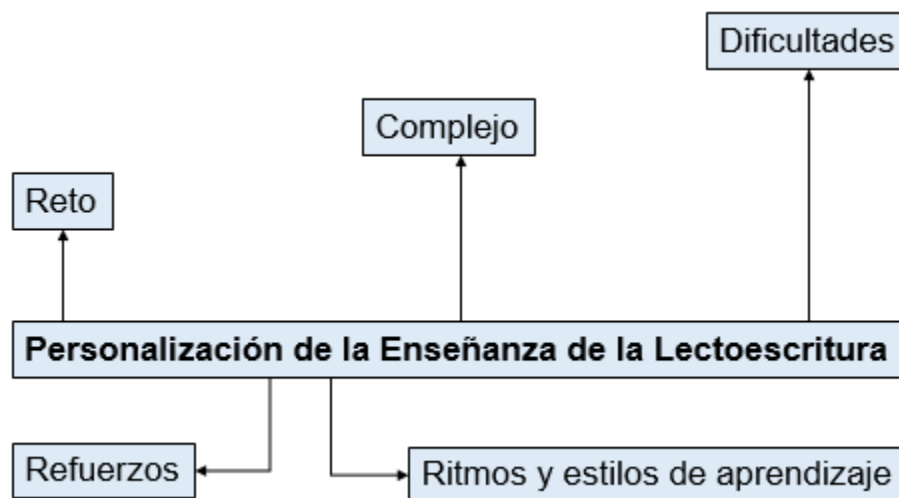 Dificultades
Complejo
Reto
Personalización de la Enseñanza de la Lectoescritura
Refuerzos
Ritmos y estilos de aprendizaje